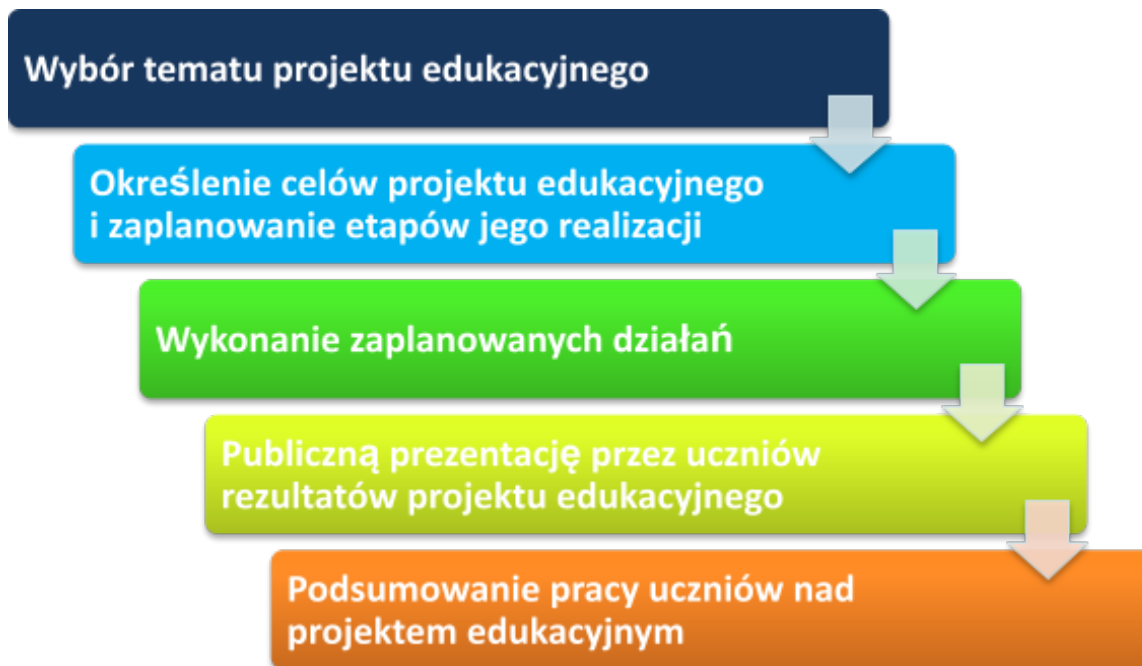 Wybór tematu projektu edukacyjnego
Określenie celów projektu edukacyjnego
i zaplanowanie etapów jego realizacji
Wykonanie zaplanowanych działań
Publiczną prezentację przez uczniów
rezultatów projektu edukacyjnego
Podsumowanie pracy uczniów nad
projektem edukacyjnym